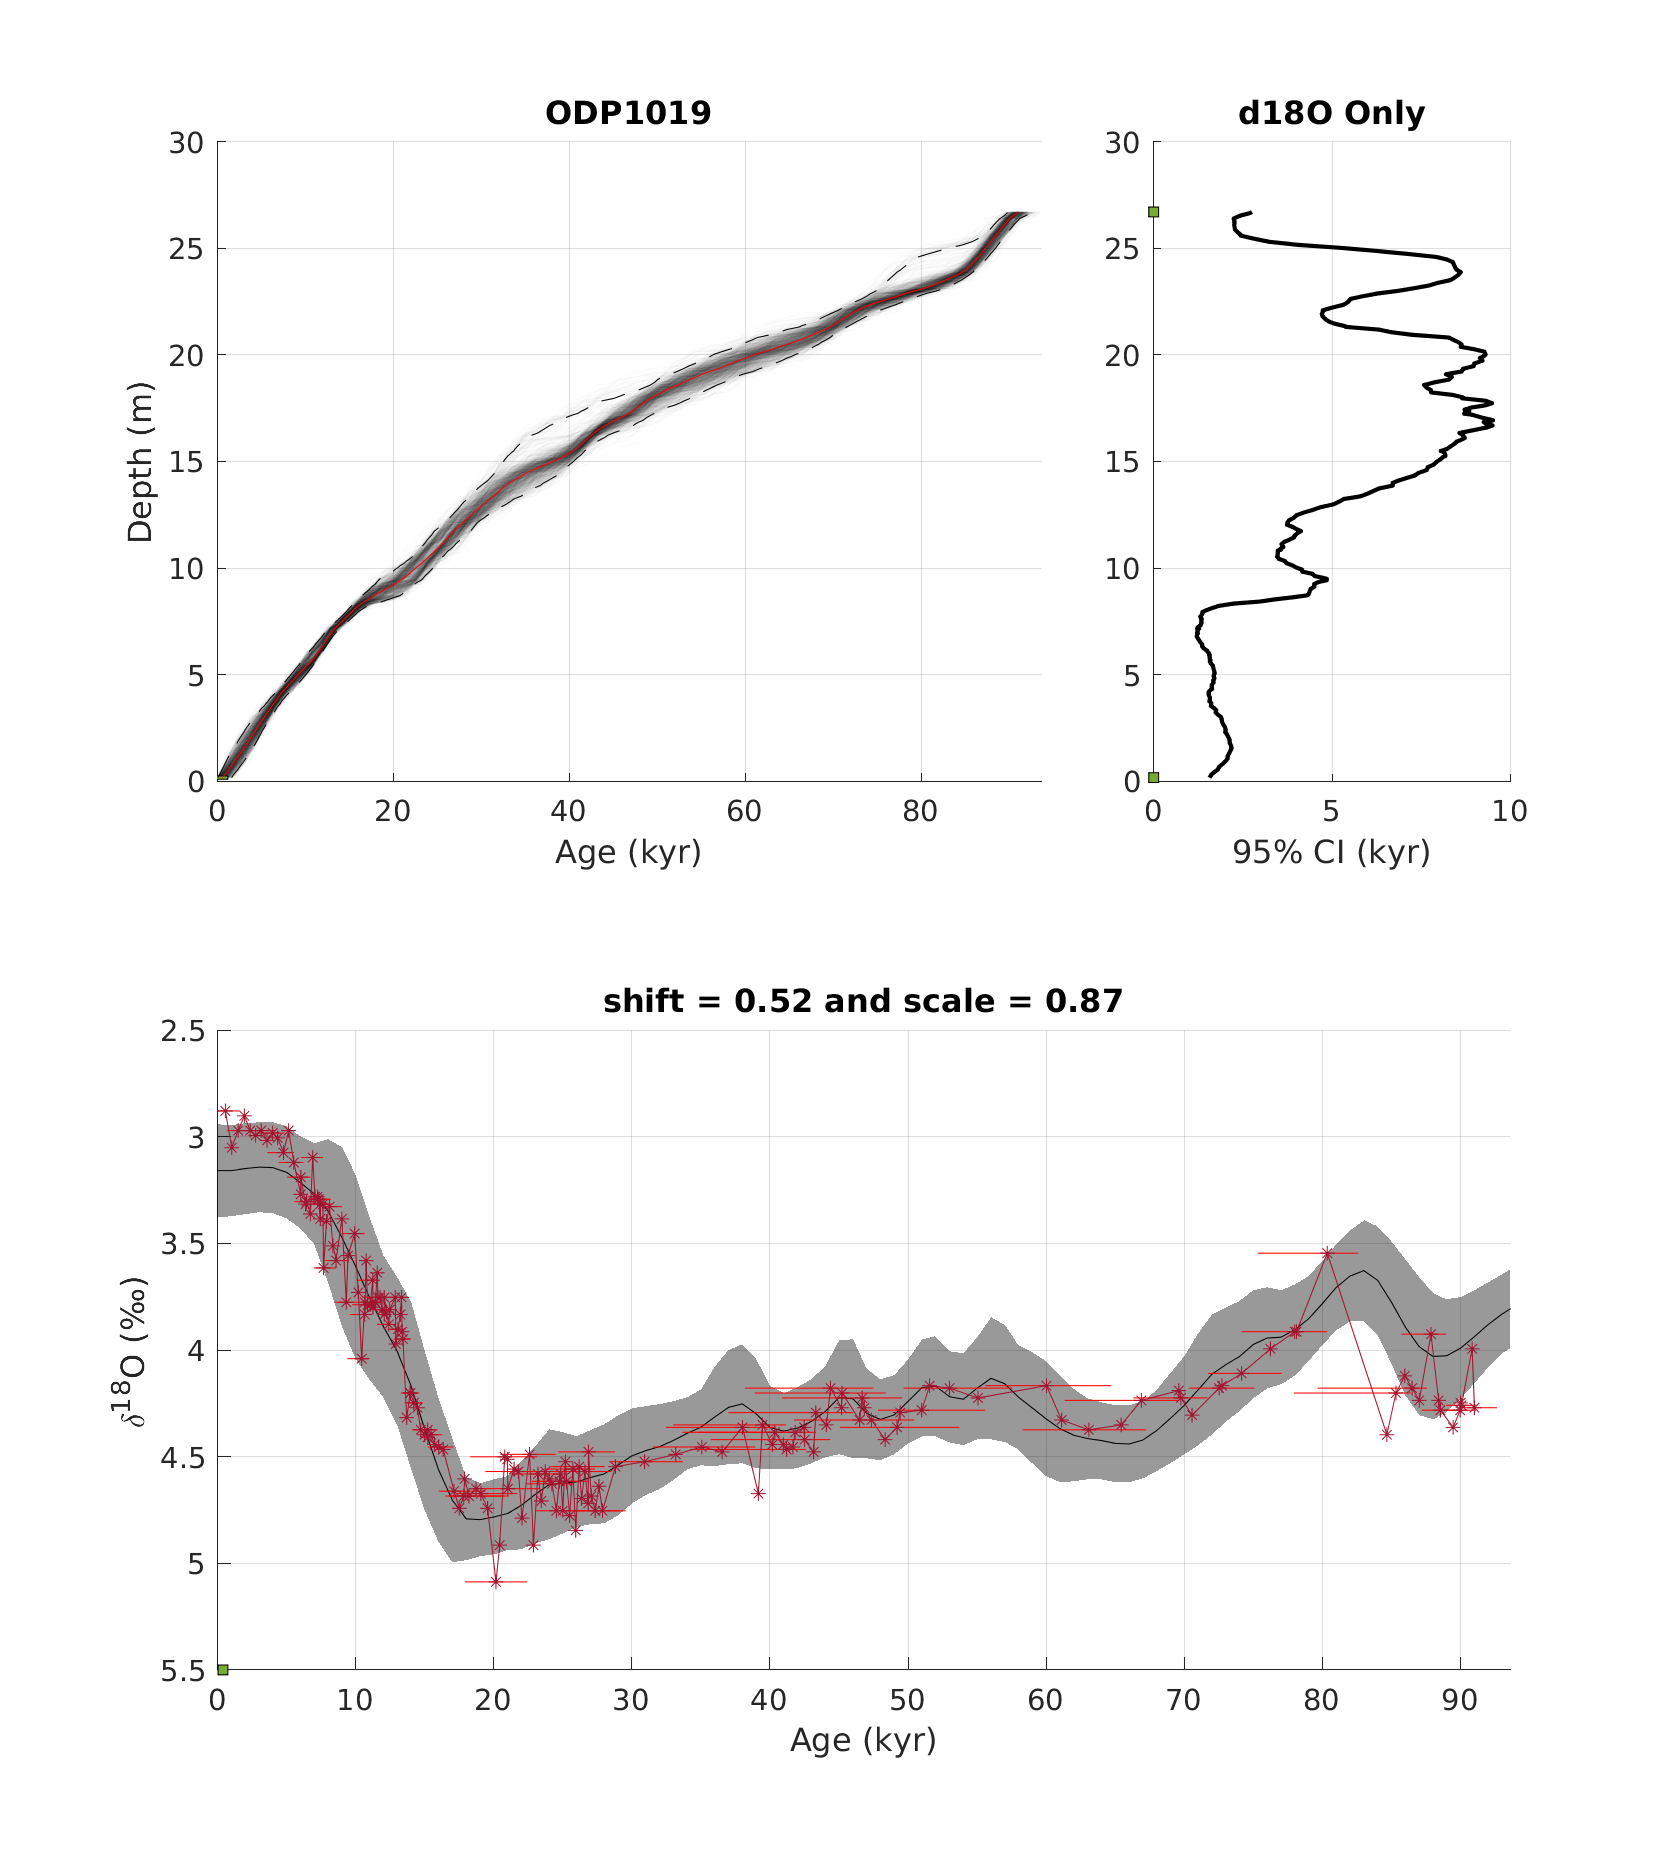 ODP1019
d18O Only
30
25
20
15
10
5
0
Depth (m)
0 20 40 60 80
Age (kyr)
30
25
20
15
10
5
0
0 5 10
95% CI (kyr)
shift = 0.52 and scale = 0.87
2.5
3
3.5
4
4.5
5
5.5
δ¹⁸O (‰)
0 10 20 30 40 50 60 70 80 90
Age (kyr)